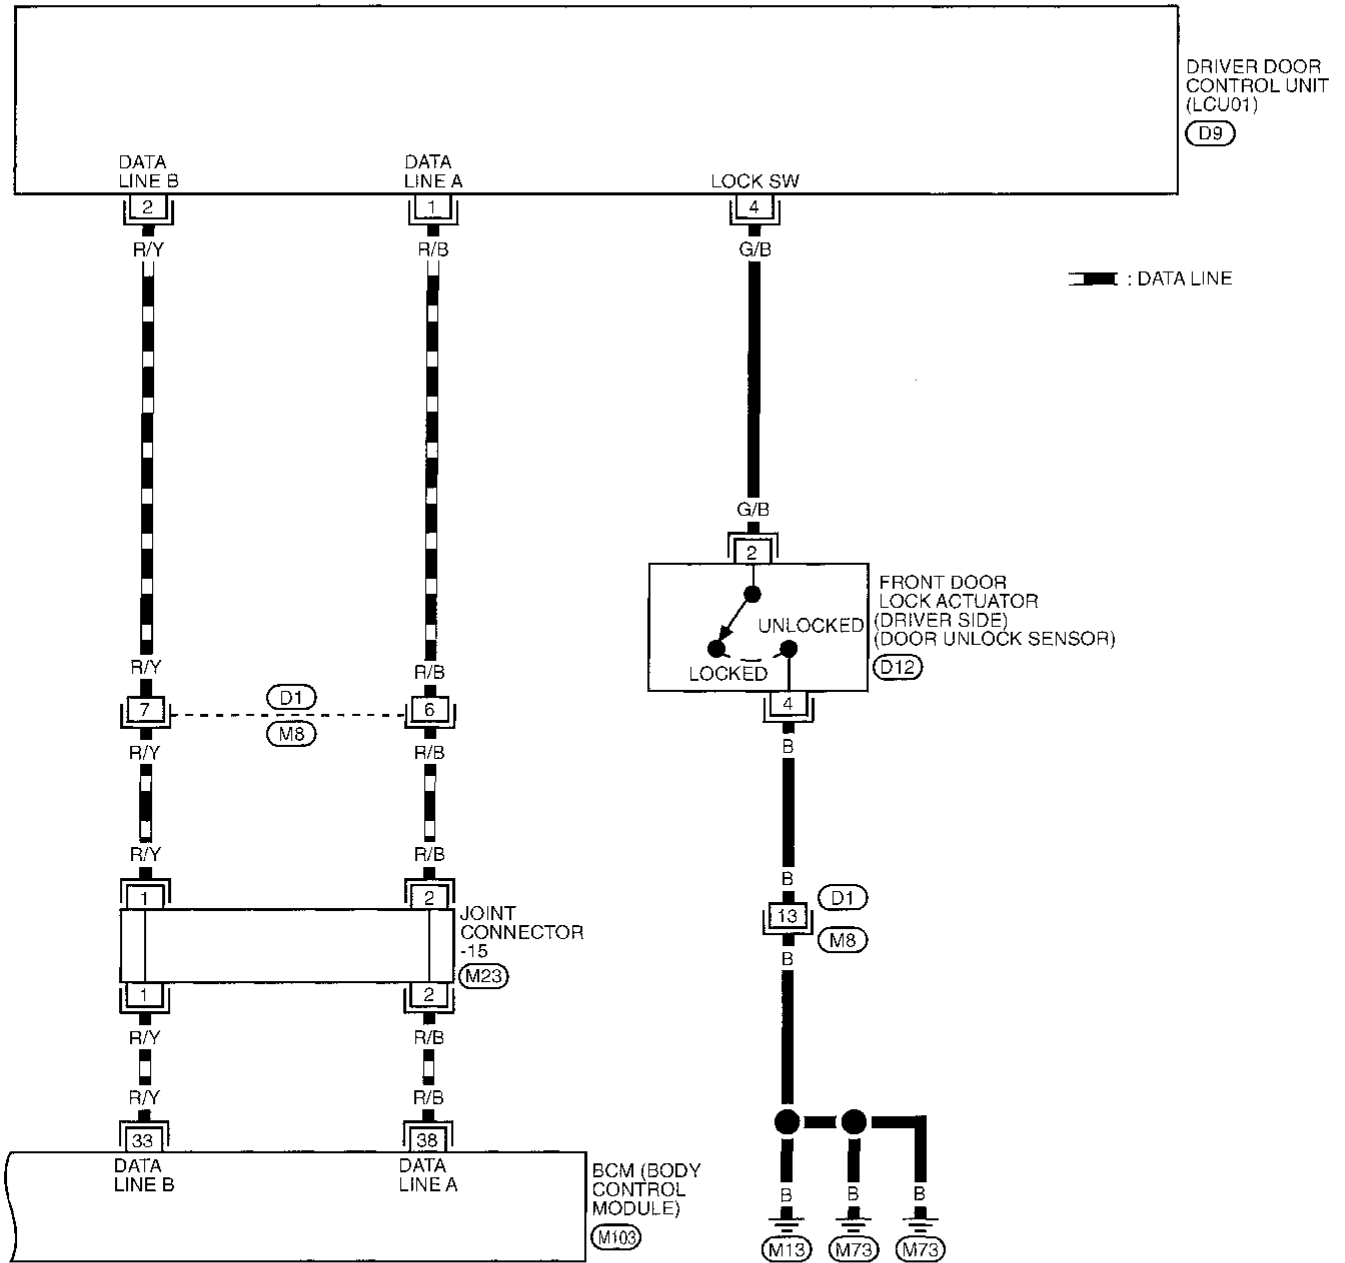 DRIVER DOOR
CONTROL UNIT
(LCU01)
D9
DATA
LINE B
DATA
LINE A
LOCK SW
2
1
4
R/Y
R/B
G/B
: DATA LINE
G/B
2
FRONT DOOR
LOCK ACTUATOR
(DRIVER SIDE)
(DOOR UNLOCK SENSOR)
D12
UNLOCKED
LOCKED
R/Y
R/B
7
D1
M8
6
4
R/Y
R/B
B
R/Y
R/B
B
1
2
13
D1
M8
JOINT
CONNECTOR
-15
M23
B
1
2
R/Y
R/B
R/Y
R/B
33
38
DATA
LINE B
DATA
LINE A
BCM (BODY
CONTROL
MODULE)
M103
B
B
B
M13
M73
M73